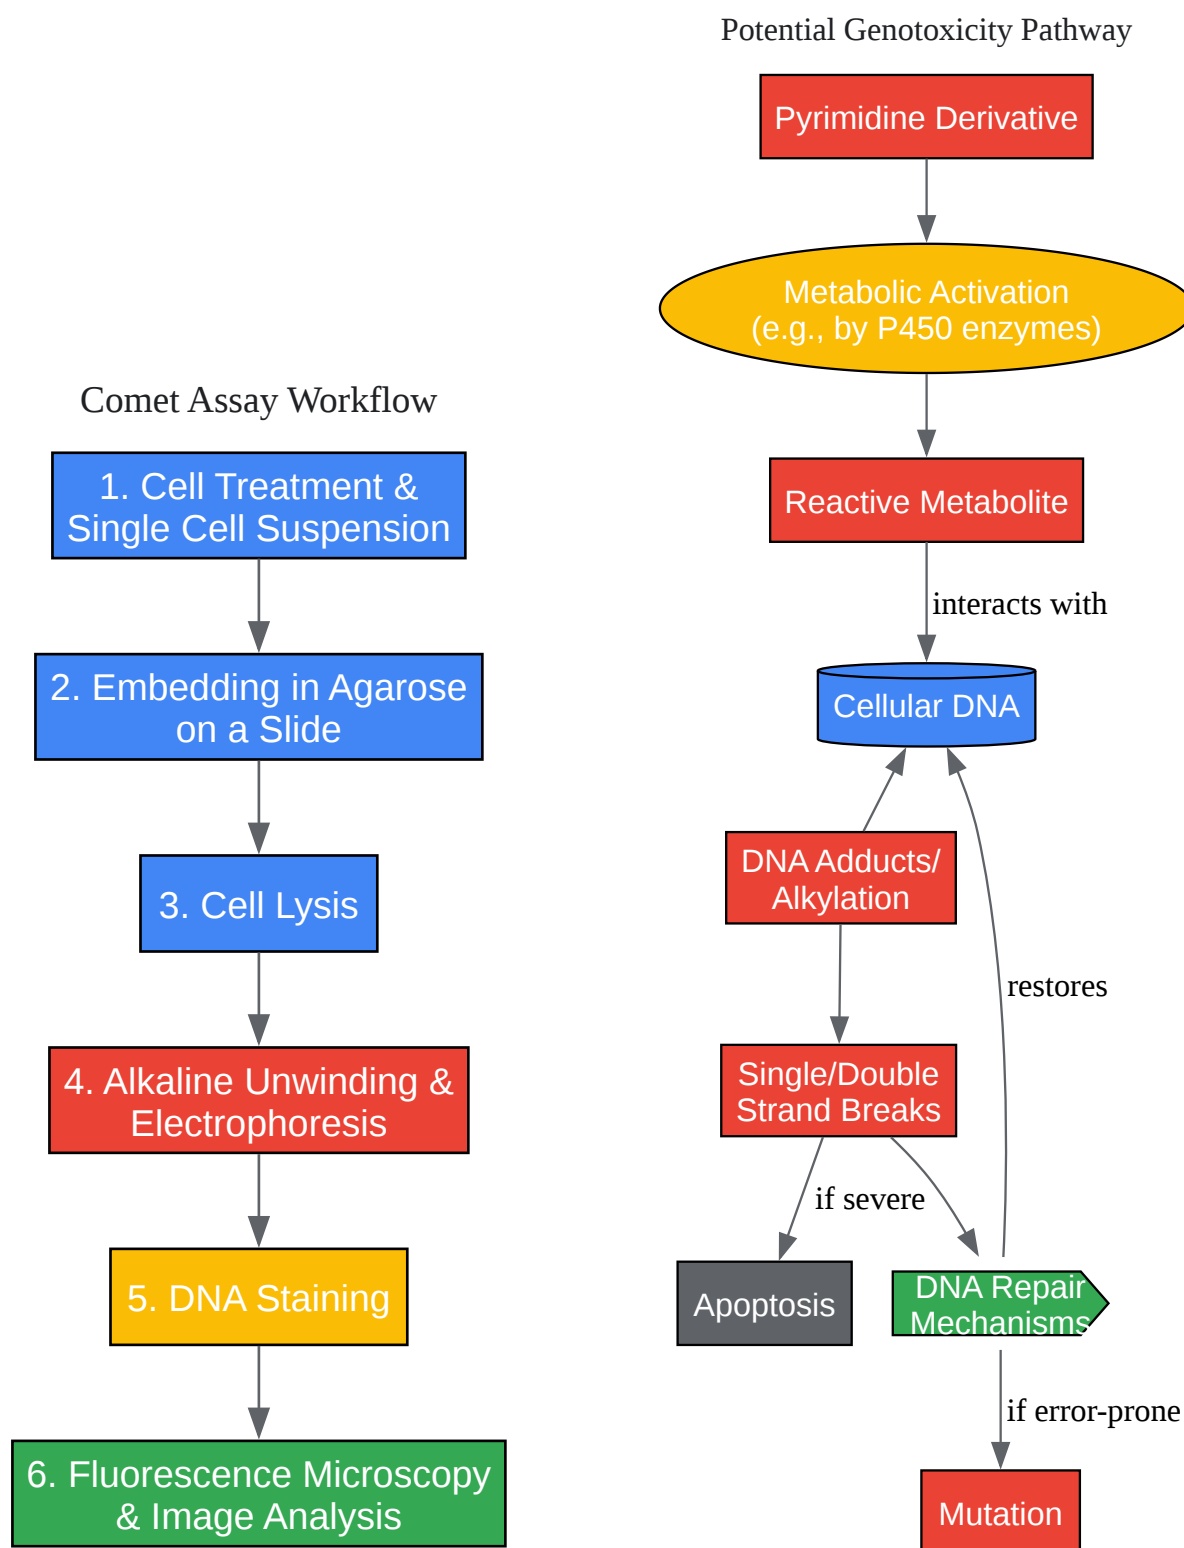 Comet Assay Workflow
1. Cell Treatment &
Single Cell Suspension
2. Embedding in Agarose
on a Slide
3. Cell Lysis
4. Alkaline Unwinding &
Electrophoresis
5. DNA Staining
6. Fluorescence Microscopy
& Image Analysis
Potential Genotoxicity Pathway
Pyrimidine Derivative
Metabolic Activation
(e.g., by P450 enzymes)
Reactive Metabolite
interacts with
Cellular DNA
DNA Adducts/
Alkylation
restores
Single/Double
Strand Breaks
if severe
Apoptosis
DNA Repair
Mechanisms
if error-prone
Mutation